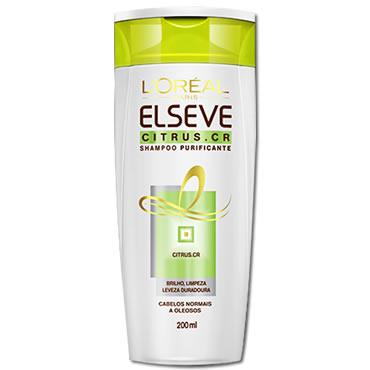 L'ORÉAL
PARIS
ELSEVE
CITRUS.CR
SHAMPOO PURIFICANTE
CITRUS.CR
BRILHO, LIMPEZA
LEVEZA DURADOURA
CABELOS NORMAIS
A OLEOSOS
200ml